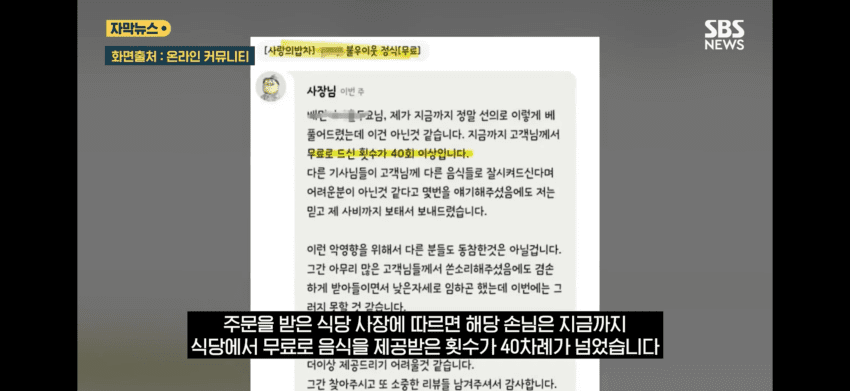 자막뉴스
화면출처 : 온라인 커뮤니티
SBS
NEWS
[사랑의밥차] 불우이웃 정식[무료]
사장님 이번 주
님, 제가 지금까지 정말 선의로 이렇게 베
풀어드렸는데 이건 아닌것 같습니다. 지금까지 고객님께서
무료로 드신 횟수가 40회 이상입니다.
다른 기사님들이 고객님께 다른 음식들로 잘시켜드신다며
어려운분이 아닌것 같다고 몇번을 얘기해주셨음에도 저는
믿고 제 사비까지 보태서 보내드렸습니다.
이런 악영향을 위해서 다른 분들도 동참한것은 아닐겁니다.
그간 아무리 많은 고객님들께서 쓴소리해주셨음에도 겸손
하게 받아들이면서 낮은자세로 임하곤 했는데 이번에는 그
러지 못할 것 같습니다.
주문을 받은 식당 사장에 따르면 해당 손님은 지금까지
식당에서 무료로 음식을 제공받은 횟수가 40차례가 넘었습니다
더이상 제공드리기 어려울것 같습니다.
그간 찾아주시고 또 소중한 리뷰들 남겨주셔서 감사합니다.